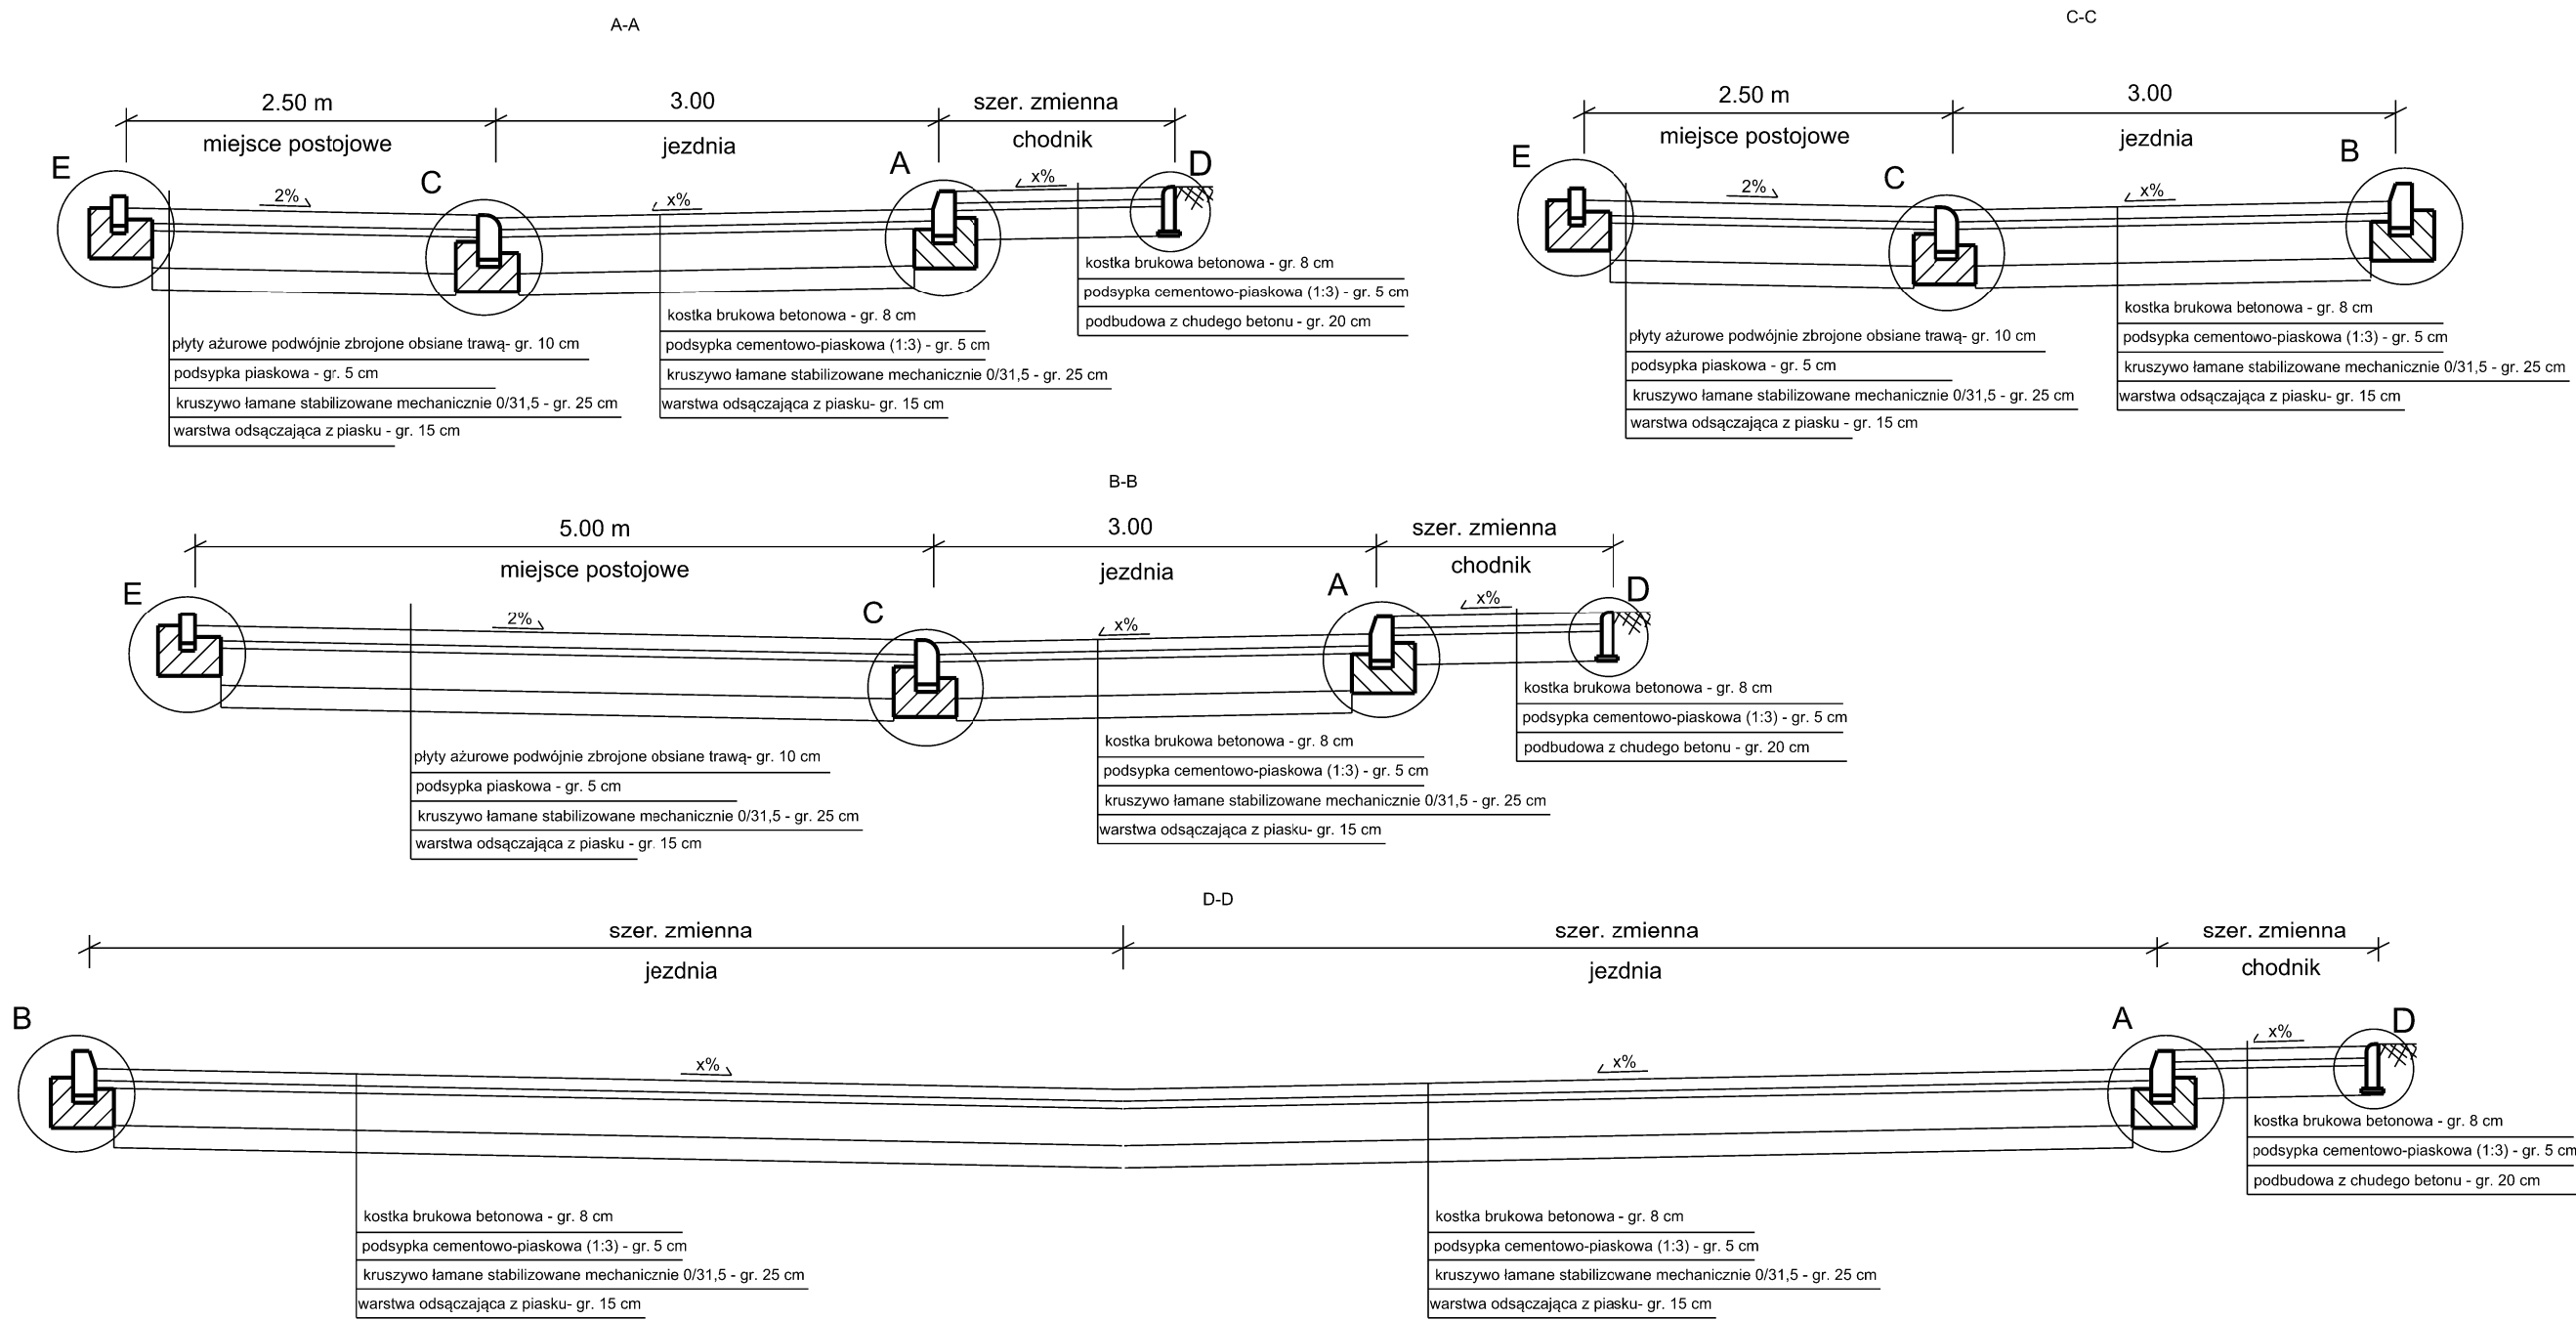 A-A
2.50 m
3.00
szer. zmienna
miejsce postojowe
jezdnia
chodnik
E
C
A
D
2%
x%
x%
kostka brukowa betonowa - gr. 8 cm
podsypka cementowo-piaskowa (1:3) - gr. 5 cm
podbudowa z chudego betonu - gr. 20 cm
kostka brukowa betonowa - gr. 8 cm
podsypka cementowo-piaskowa (1:3) - gr. 5 cm
kruszywo łamane stabilizowane mechanicznie 0/31,5 - gr. 25 cm
warstwa odsączająca z piasku- gr. 15 cm
płyty ażurowe podwójnie zbrojone obsiane trawą- gr. 10 cm
podsypka piaskowa - gr. 5 cm
kruszywo łamane stabilizowane mechanicznie 0/31,5 - gr. 25 cm
warstwa odsączająca z piasku - gr. 15 cm
C-C
2.50 m
3.00
miejsce postojowe
jezdnia
E
C
B
2%
x%
kostka brukowa betonowa - gr. 8 cm
podsypka cementowo-piaskowa (1:3) - gr. 5 cm
kruszywo łamane stabilizowane mechanicznie 0/31,5 - gr. 25 cm
warstwa odsączająca z piasku- gr. 15 cm
płyty ażurowe podwójnie zbrojone obsiane trawą- gr. 10 cm
podsypka piaskowa - gr. 5 cm
kruszywo łamane stabilizowane mechanicznie 0/31,5 - gr. 25 cm
warstwa odsączająca z piasku - gr. 15 cm
B-B
5.00 m
3.00
szer. zmienna
miejsce postojowe
jezdnia
chodnik
E
C
A
D
2%
x%
x%
kostka brukowa betonowa - gr. 8 cm
podsypka cementowo-piaskowa (1:3) - gr. 5 cm
podbudowa z chudego betonu - gr. 20 cm
kostka brukowa betonowa - gr. 8 cm
podsypka cementowo-piaskowa (1:3) - gr. 5 cm
kruszywo łamane stabilizowane mechanicznie 0/31,5 - gr. 25 cm
warstwa odsączająca z piasku- gr. 15 cm
płyty ażurowe podwójnie zbrojone obsiane trawą- gr. 10 cm
podsypka piaskowa - gr. 5 cm
kruszywo łamane stabilizowane mechanicznie 0/31,5 - gr. 25 cm
warstwa odsączająca z piasku - gr. 15 cm
D-D
szer. zmienna
szer. zmienna
szer. zmienna
jezdnia
jezdnia
chodnik
B
A
D
x%
x%
x%
kostka brukowa betonowa - gr. 8 cm
podsypka cementowo-piaskowa (1:3) - gr. 5 cm
podbudowa z chudego betonu - gr. 20 cm
kostka brukowa betonowa - gr. 8 cm
podsypka cementowo-piaskowa (1:3) - gr. 5 cm
kruszywo łamane stabilizowane mechanicznie 0/31,5 - gr. 25 cm
warstwa odsączająca z piasku- gr. 15 cm
kostka brukowa betonowa - gr. 8 cm
podsypka cementowo-piaskowa (1:3) - gr. 5 cm
kruszywo łamane stabilizowane mechanicznie 0/31,5 - gr. 25 cm
warstwa odsączająca z piasku- gr. 15 cm